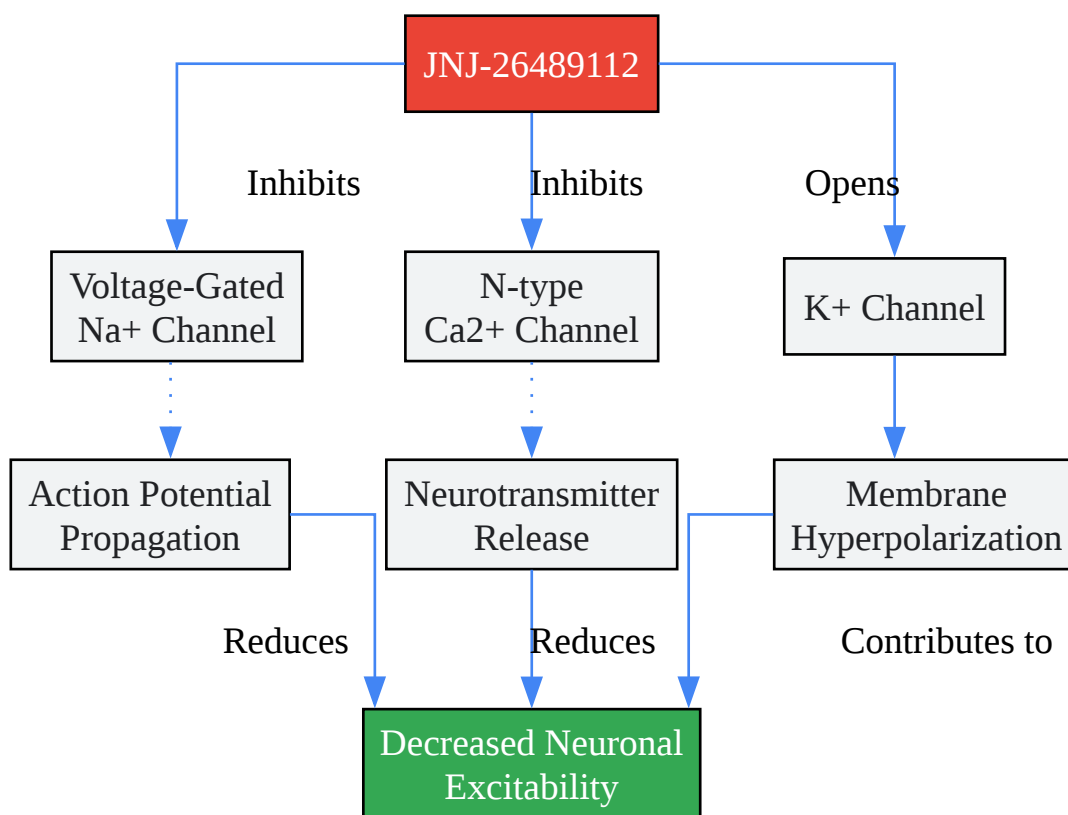 JNJ-26489112
Inhibits
Inhibits
Opens
Voltage-Gated
Na+ Channel
N-type
Ca2+ Channel
K+ Channel
Action Potential
Propagation
Neurotransmitter
Release
Membrane
Hyperpolarization
Reduces
Reduces
Contributes to
Decreased Neuronal
Excitability